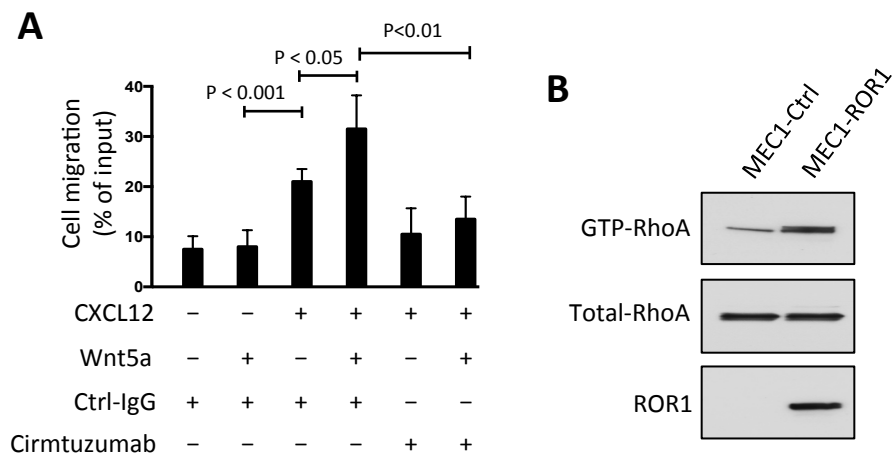 A
P<0.01
P < 0.05
P < 0.001
Cell migration
(% of input)
40
30
20
10
0
CXCL12 – – + + + +
Wnt5a – + – + – +
Ctrl-IgG + + + + – –
Cirmtuzumab – – – – + +
B
MEC1-Ctrl
MEC1-ROR1
GTP-RhoA
Total-RhoA
ROR1